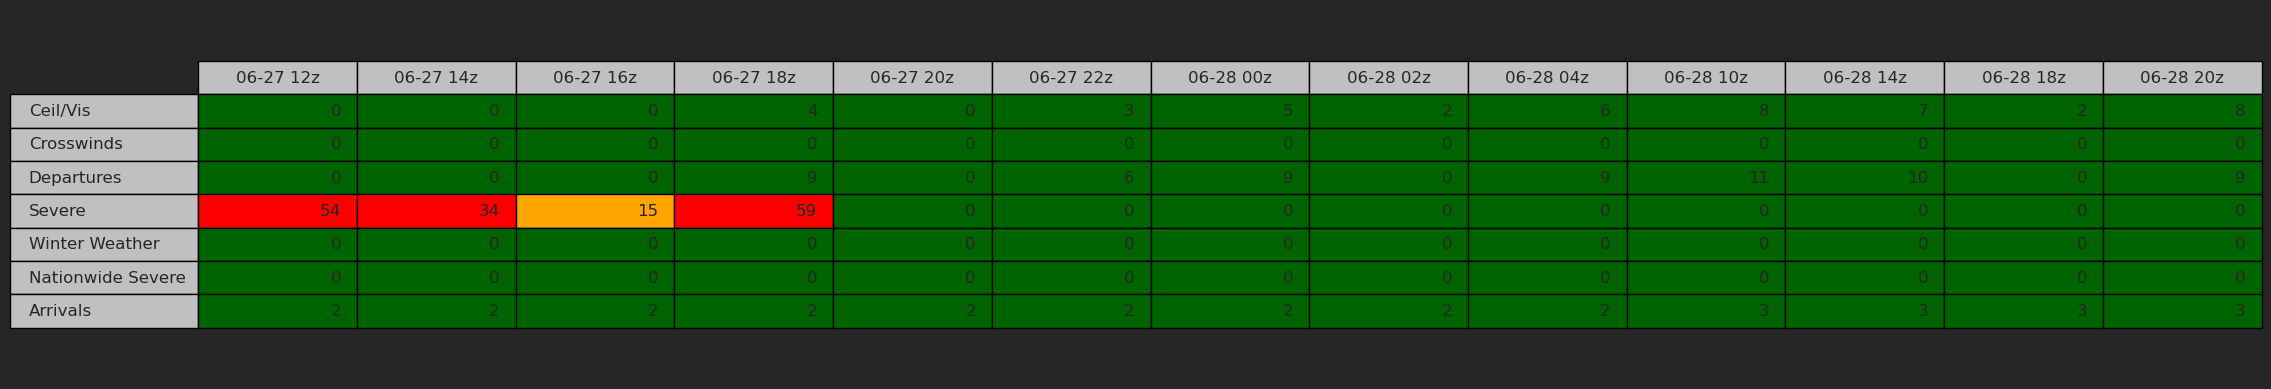 06-27 12z 06-27 14z 06-27 16z 06-27 18z 06-27 20z 06-27 22z 06-28 00z 06-28 02z 06-28 04z 06-28 10z 06-28 14z 06-28 18z 06-28 20z
Ceil/Vis 0 0 0 4 0 3 5 2 6 8 7 2 8
Crosswinds 0 0 0 0 0 0 0 0 0 0 0 0 0
Departures 0 0 0 9 0 6 9 0 9 11 10 0 9
Severe 54 34 15 59 0 0 0 0 0 0 0 0 0
Winter Weather 0 0 0 0 0 0 0 0 0 0 0 0 0
Nationwide Severe 0 0 0 0 0 0 0 0 0 0 0 0 0
Arrivals 2 2 2 2 2 2 2 2 2 3 3 3 3